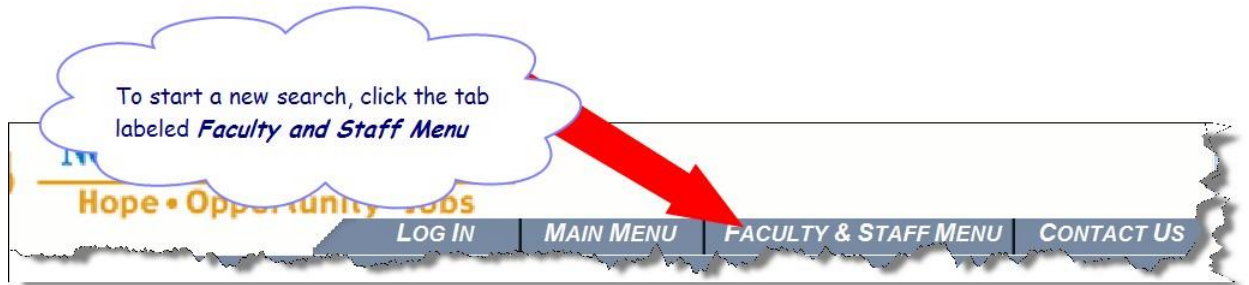 To start a new search, click the tab
labeled Faculty and Staff Menu
Hope • Opportunity Jobs
LOG IN MAIN MENU FACULTY & STAFF MENU CONTACT US